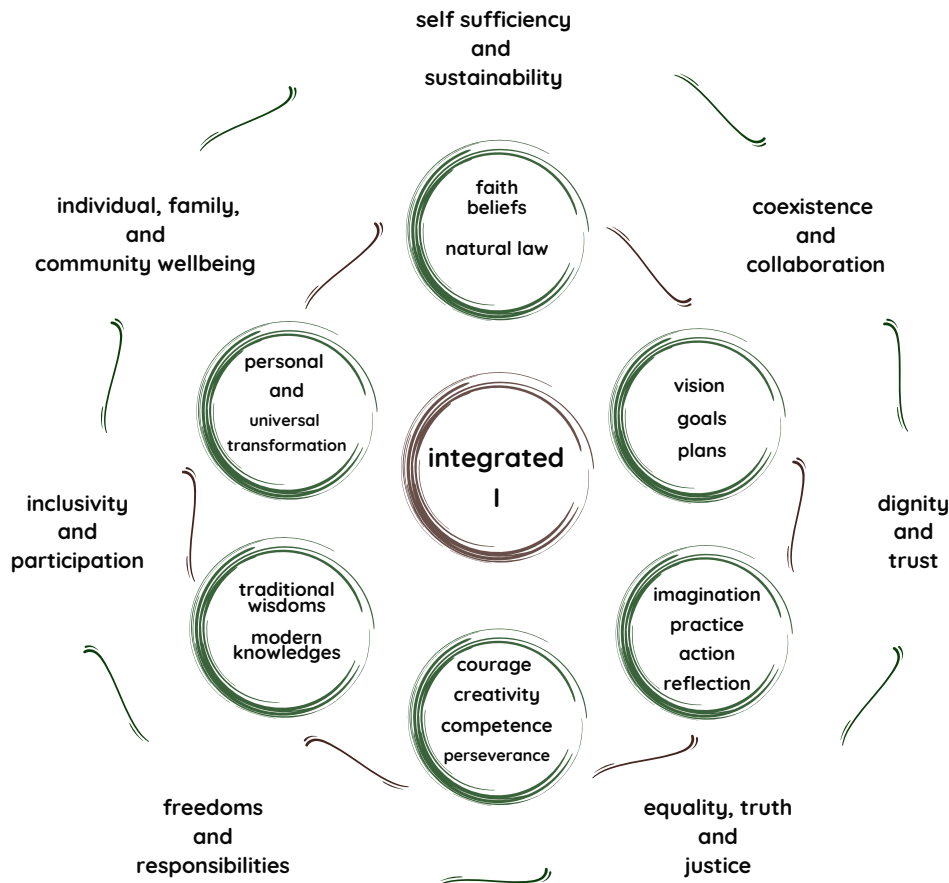 self sufficiency
and
sustainability
individual, family,
and
community wellbeing
coexistence
and
collaboration
faith
beliefs
natural law
personal
and
universal
transformation
vision
goals
plans
integrated
I
inclusivity
and
participation
dignity
and
trust
traditional
wisdoms
modern
knowledges
imagination
practice
action
reflection
courage
creativity
competence
perseverance
freedoms
and
responsibilities
equality, truth
and
justice